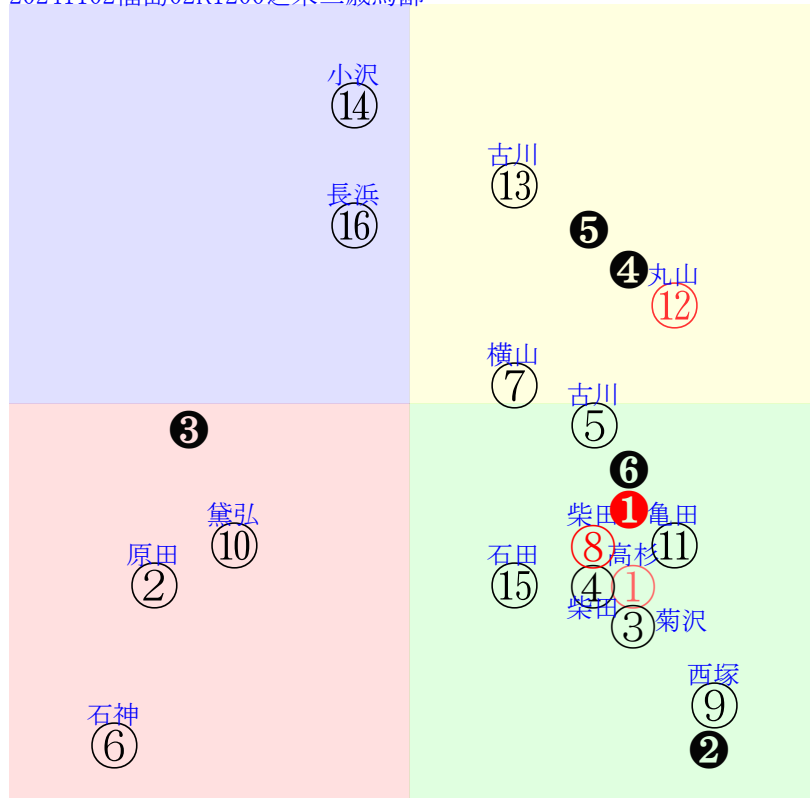 小沢
⑭
古川
⑬
長浜
⑯
❺
❹
丸山
⑫
横山
⑦
古川
⑤
❸
❻
黛弘
⑩
柴田
❶
亀田
⑧
⑪
原田
②
石田
⑮
高杉
④
①
柴田
③
菊沢
西塚
⑨
石神
⑥
❷